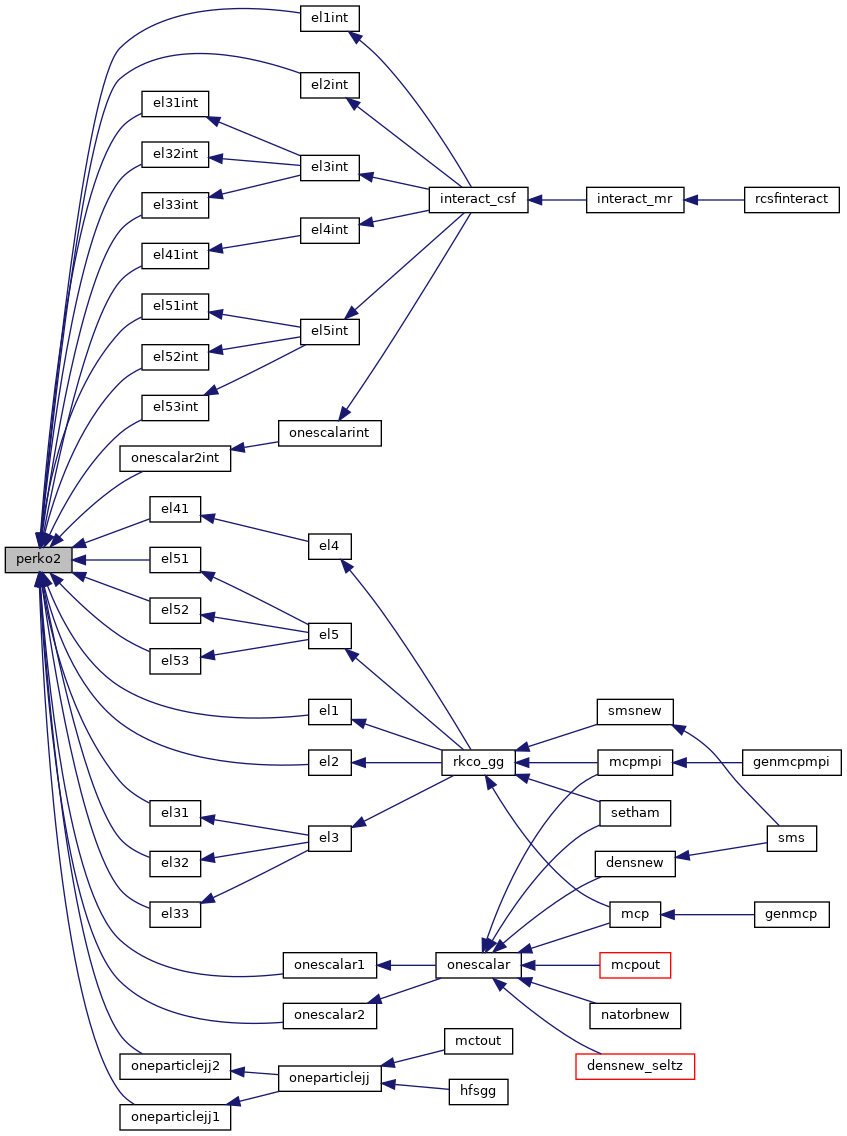 el1int
el2int
el31int
el32int
el3int
el33int
interact_csf
interact_mr
rcsfinteract
el4int
el41int
el51int
el5int
el52int
el53int
onescalarint
onescalar2int
el41
el4
perko2
el51
el52
el5
el53
el1
smsnew
el2
rkco_gg
mcpmpi
genmcpmpi
el31
setham
el3
sms
el32
densnew
el33
mcp
genmcp
onescalar1
onescalar
mcpout
onescalar2
natorbnew
mctout
oneparticlejj2
densnew_seltz
oneparticlejj
hfsgg
oneparticlejj1